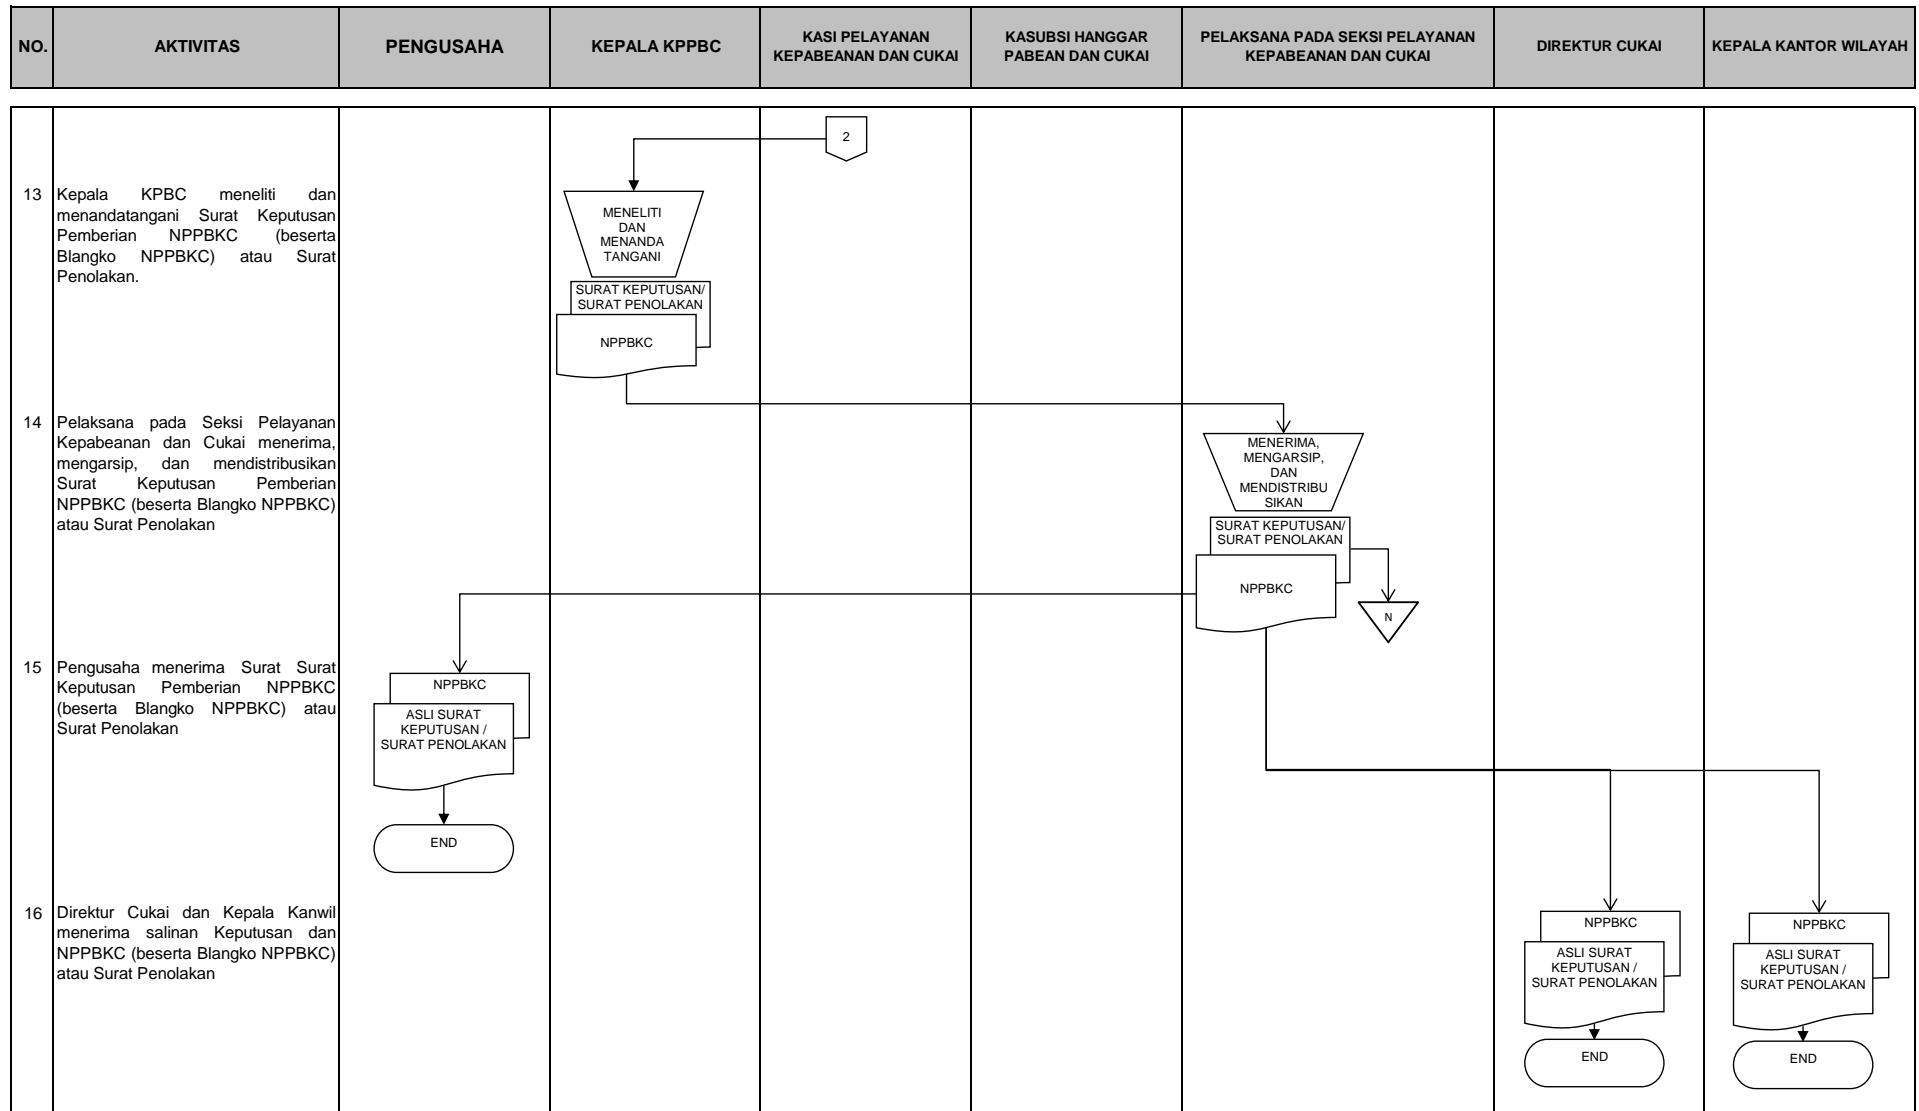 NO.
AKTIVITAS
PENGUSAHA
KEPALA KPPBC
KASI PELAYANAN
KEPABEANAN DAN CUKAI
KASUBSI HANGGAR
PABEAN DAN CUKAI
PELAKSANA PADA SEKSI PELAYANAN
KEPABEANAN DAN CUKAI
DIREKTUR CUKAI
KEPALA KANTOR WILAYAH
2
13
Kepala KPBC meneliti dan
menandatangani Surat Keputusan
Pemberian NPPBKC (beserta
Blangko NPPBKC) atau Surat
Penolakan.
MENELITI
DAN
MENANDA
TANGANI
SURAT KEPUTUSAN/
SURAT PENOLAKAN
NPPBKC
14
Pelaksana pada Seksi Pelayanan
Kepabeanan dan Cukai menerima,
mengarsip, dan mendistribusikan
Surat Keputusan Pemberian
NPPBKC (beserta Blangko NPPBKC)
atau Surat Penolakan
MENERIMA,
MENGARSIP,
DAN
MENDISTRIBU
SIKAN
SURAT KEPUTUSAN/
SURAT PENOLAKAN
NPPBKC
N
15
Pengusaha menerima Surat Surat
Keputusan Pemberian NPPBKC
(beserta Blangko NPPBKC) atau
Surat Penolakan
NPPBKC
ASLI SURAT
KEPUTUSAN /
SURAT PENOLAKAN
END
16
Direktur Cukai dan Kepala Kanwil
menerima salinan Keputusan dan
NPPBKC (beserta Blangko NPPBKC)
atau Surat Penolakan
NPPBKC
ASLI SURAT
KEPUTUSAN /
SURAT PENOLAKAN
END
NPPBKC
ASLI SURAT
KEPUTUSAN /
SURAT PENOLAKAN
END